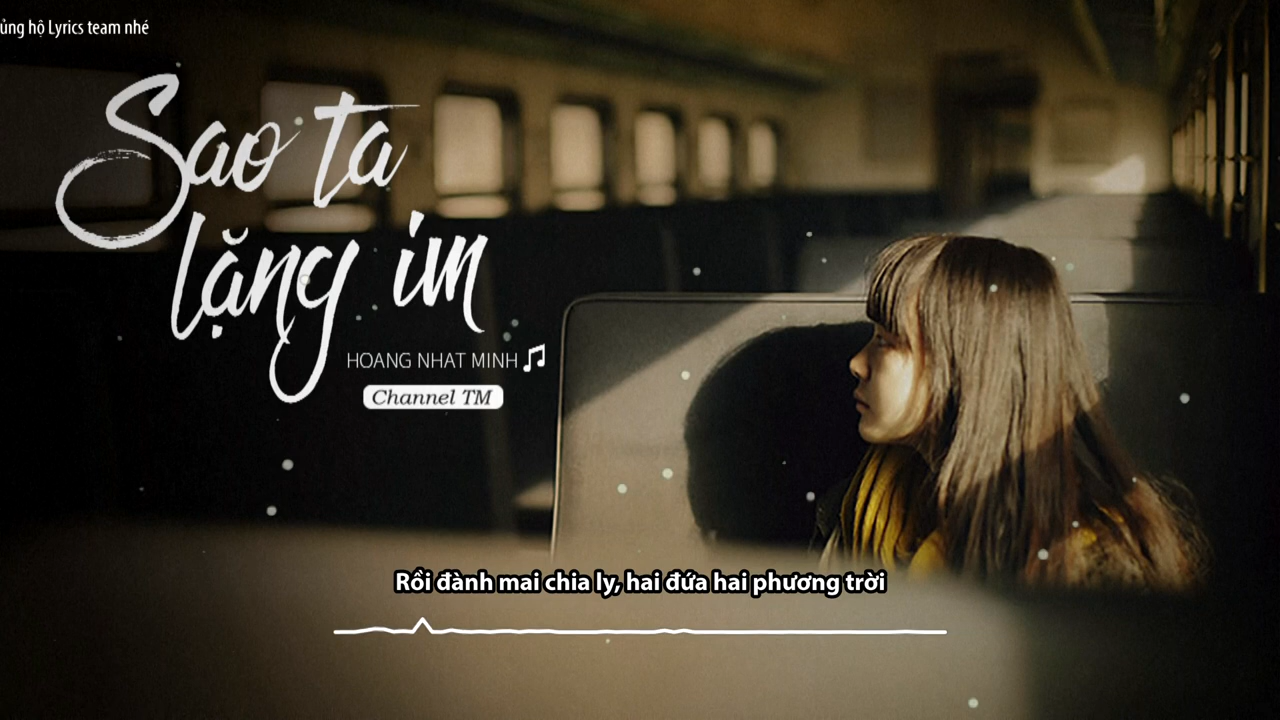 ủng hộ Lyrics team nhé
Sao ta
lặng im
HOANG NHAT MINH
Channel TM
Rồi đành mai chia ly, hai đứa hai phương trời